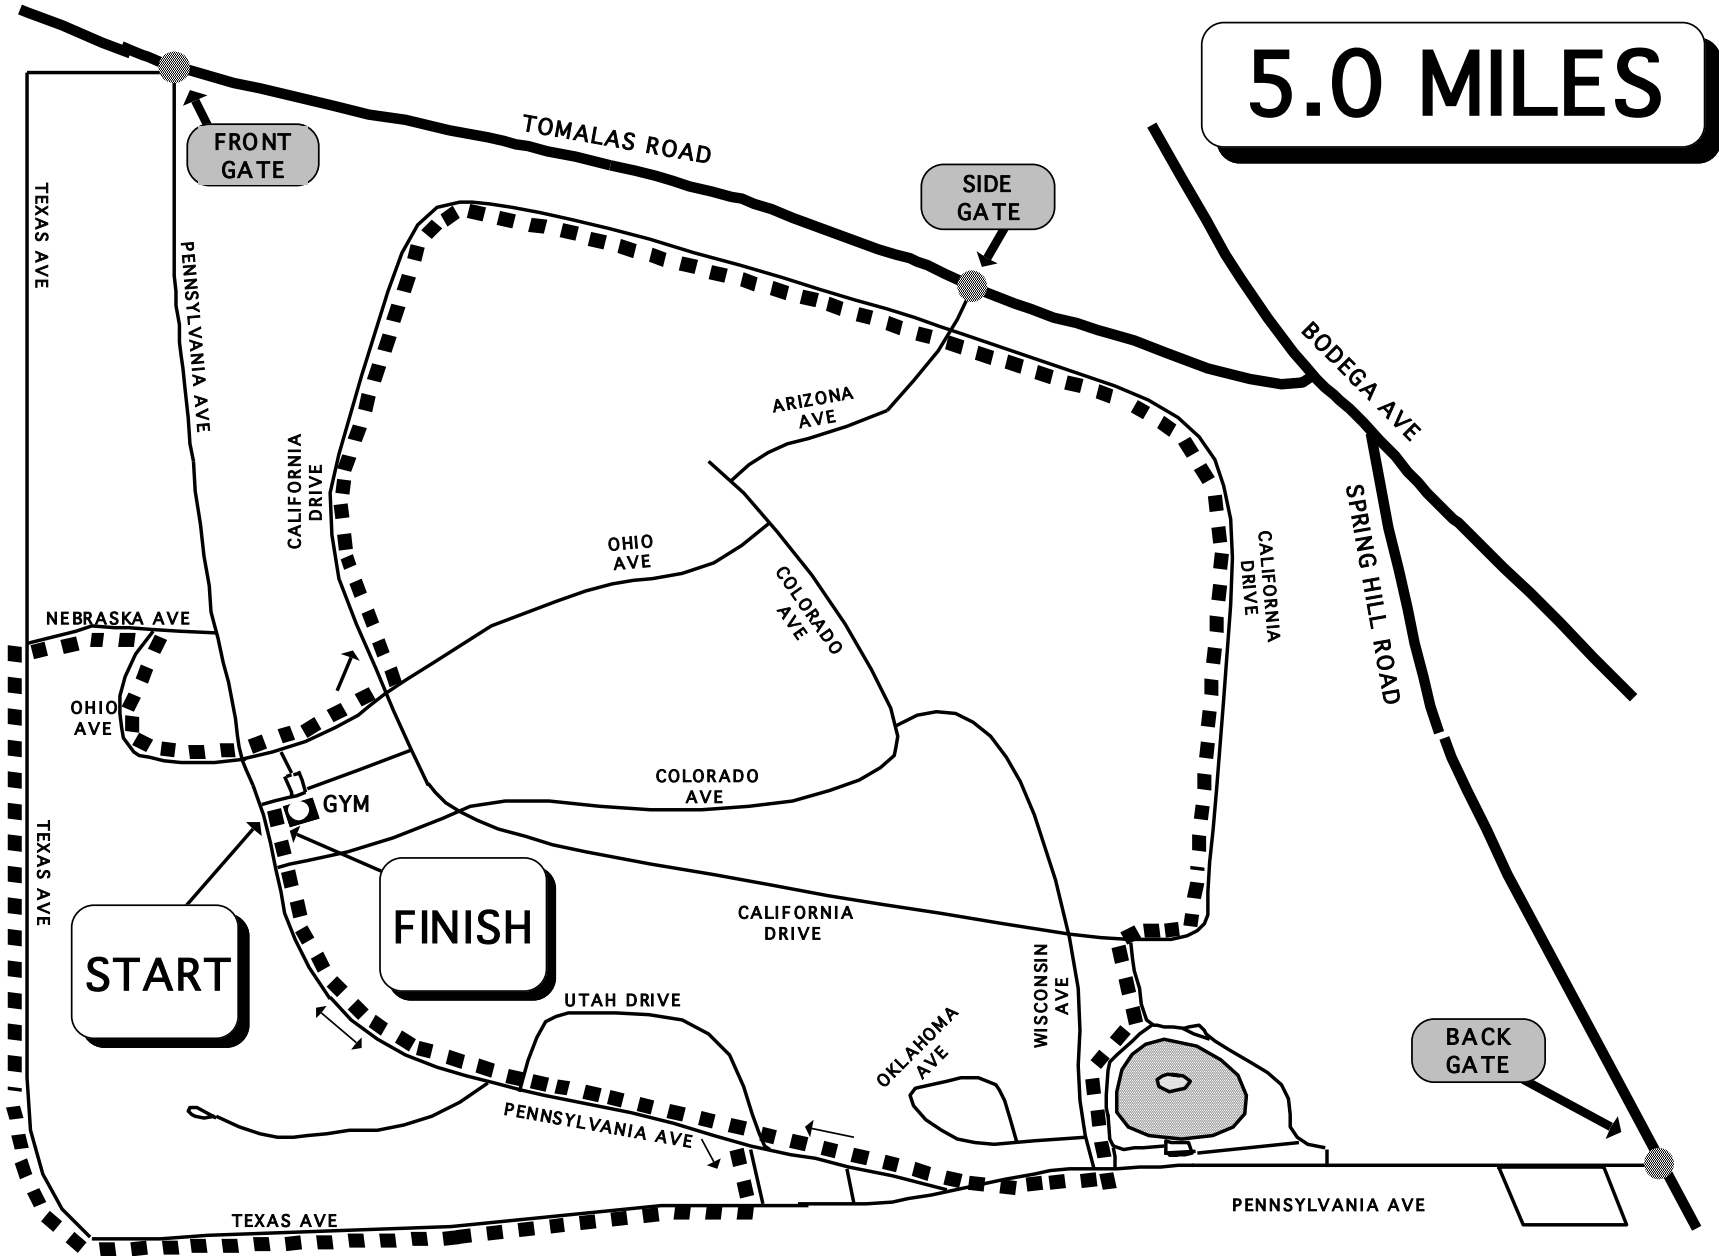 5.0 MILES
TOMALAS ROAD
FRONT
GATE
SIDE
GATE
TEXAS AVE
PENNSYLVANIA AVE
BODEGA AVE
ARIZONA
AVE
CALIFORNIA
DRIVE
SPRING HILL ROAD
OHIO
AVE
CALIFORNIA
DRIVE
COLORADO
AVE
NEBRASKA AVE
OHIO
AVE
COLORADO
AVE
GYM
TEXAS AVE
START
FINISH
CALIFORNIA
DRIVE
WISCONSIN
AVE
UTAH DRIVE
OKLAHOMA
AVE
BACK
GATE
PENNSYLVANIA AVE
PENNSYLVANIA AVE
TEXAS AVE